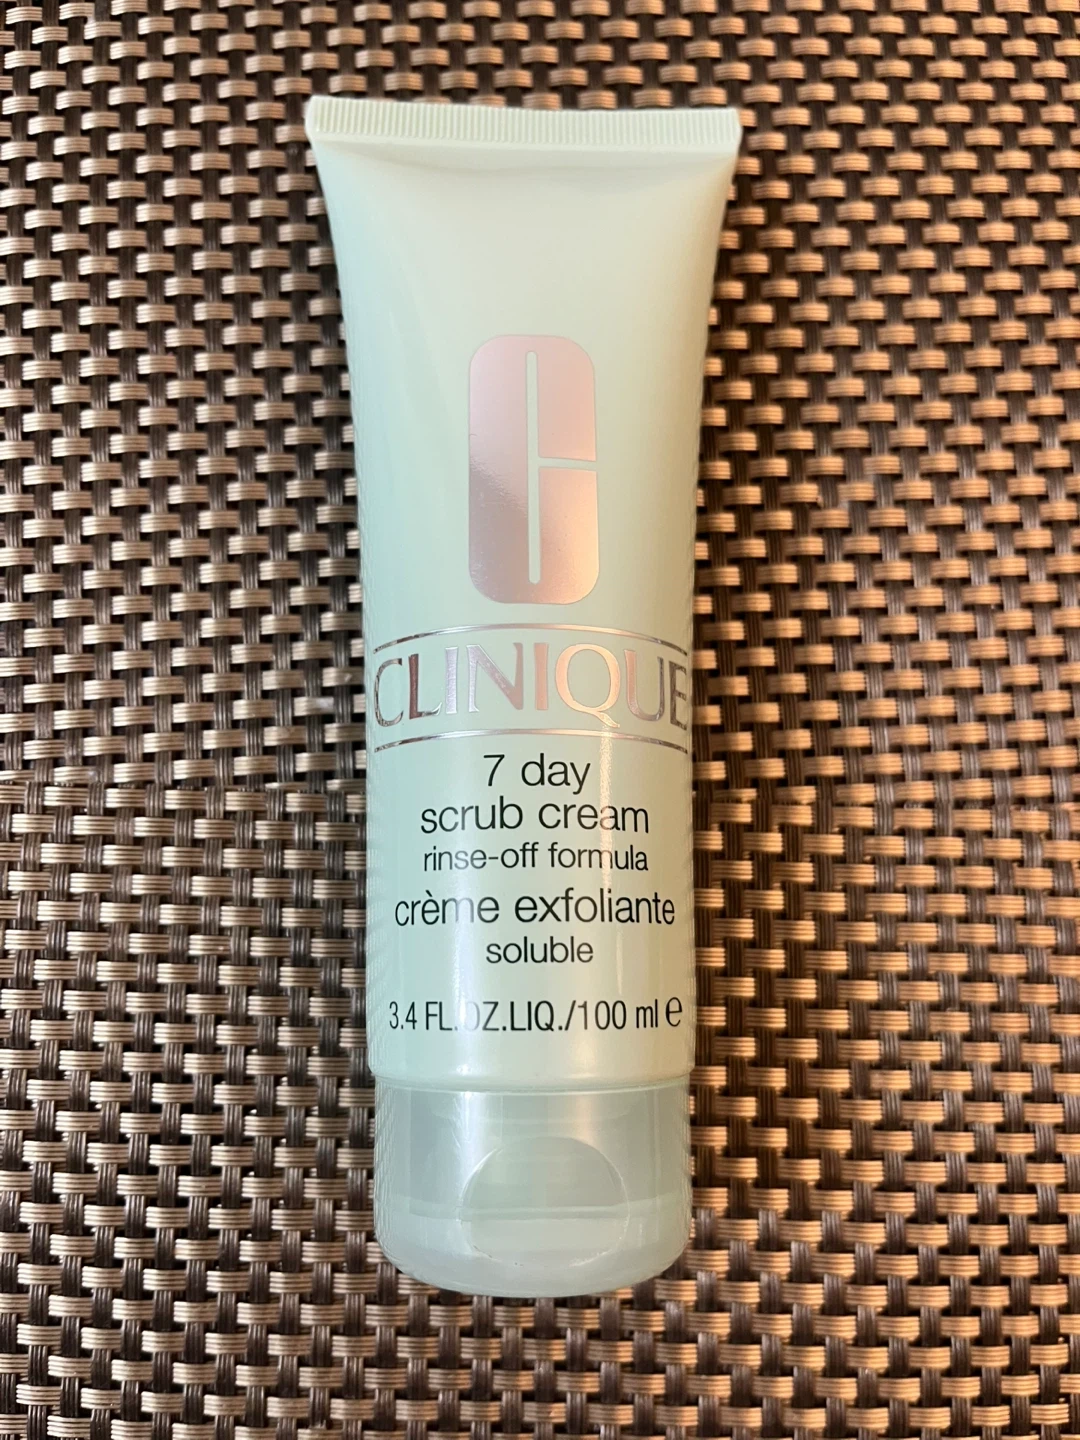 CLINIQUE
7 day
scrub cream
rinse-off formula
crème exfoliante
soluble
3.4 FL.OZ.LIQ./100 ml ℮